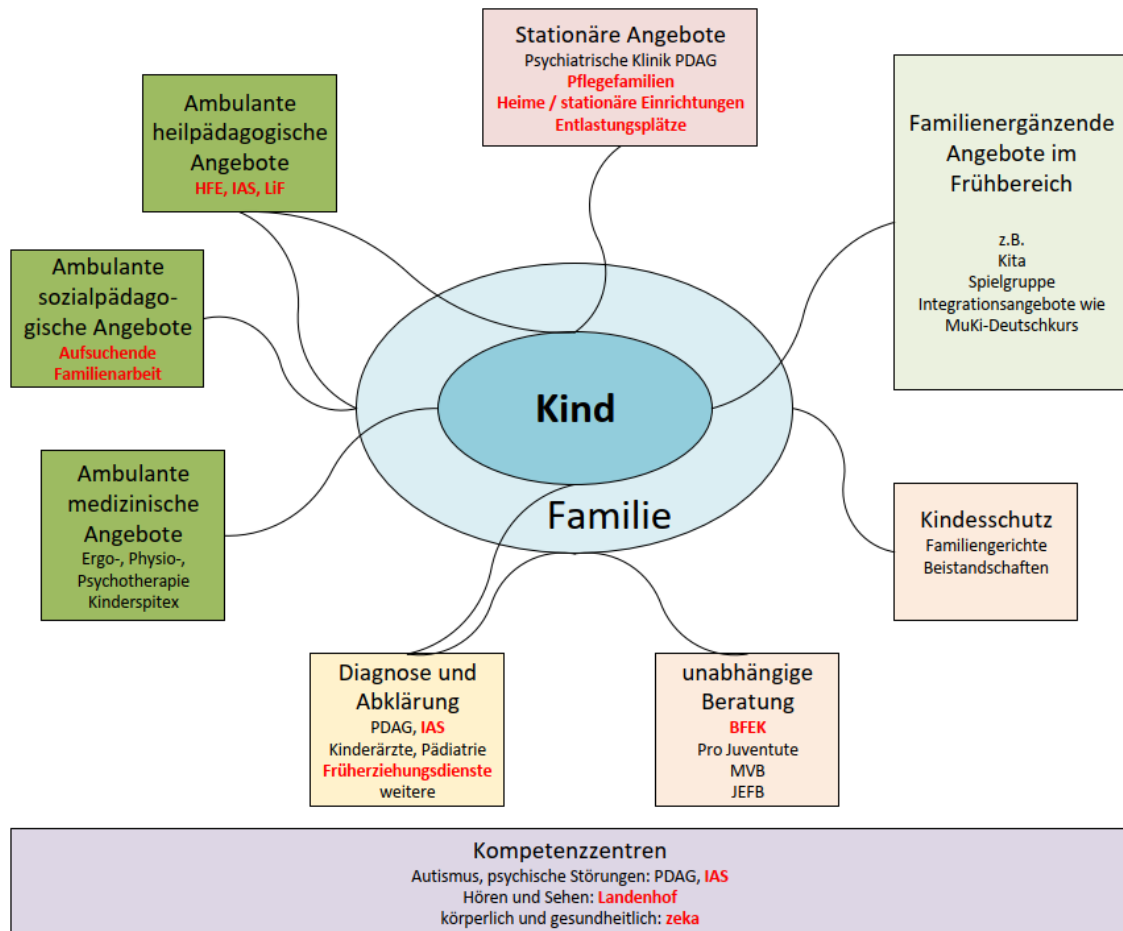 Stationäre Angebote
Psychiatrische Klinik PDAG
Pflegefamilien
Heime / stationäre Einrichtungen
Entlastungsplätze
Ambulante
heilpädagogische
Angebote
HFE, IAS, LiF
Familienergänzende
Angebote im
Frühbereich
z.B.
Kita
Spielgruppe
Integrationsangebote wie
MuKi-Deutschkurs
Ambulante
sozialpädago-
gische Angebote
Aufsuchende
Familienarbeit
Kind
Familie
Ambulante
medizinische
Angebote
Ergo-, Physio-,
Psychotherapie
Kinderspitex
Kindesschutz
Familiengerichte
Beistandschaften
Diagnose und
Abklärung
PDAG, IAS
Kinderärzte, Pädiatrie
Früherziehungsdienste
weitere
unabhängige
Beratung
BFEK
Pro Juventute
MVB
JEFB
Kompetenzzentren
Autismus, psychische Störungen: PDAG, IAS
Hören und Sehen: Landenhof
körperlich und gesundheitlich: zeka